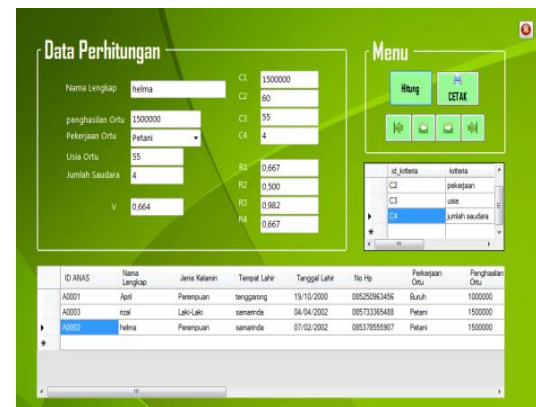 Data Perhitungan
Nama Lengkap helma
penghasilan Ortu 1500000
Pekerjaan Ortu Petani
Usia Ortu 55
Jumlah Saudara 4
V 0,664
C1 1500000
C2 60
C3 55
C4 4
R1 0,667
R2 0,500
R3 0,982
R4 0,667
Menu
Hitung
CETAK
id_kriteria kriteria
C2 pekerjaan
C3 usia
C4 jumlah saudara
ID ANAS Nama Lengkap Jenis Kelamin Tempat Lahir Tanggal Lahir No Hp Perkerjaan Ortu Penghasilan Ortu
A0001 April Perempuan tenggarong 19/10/2000 085250963456 Buruh 1000000
A0003 rizal Laki-Laki samarinda 04/04/2002 085733365488 Petani 1500000
A0002 helma Perempuan samarinda 07/02/2002 085378555907 Petani 1500000